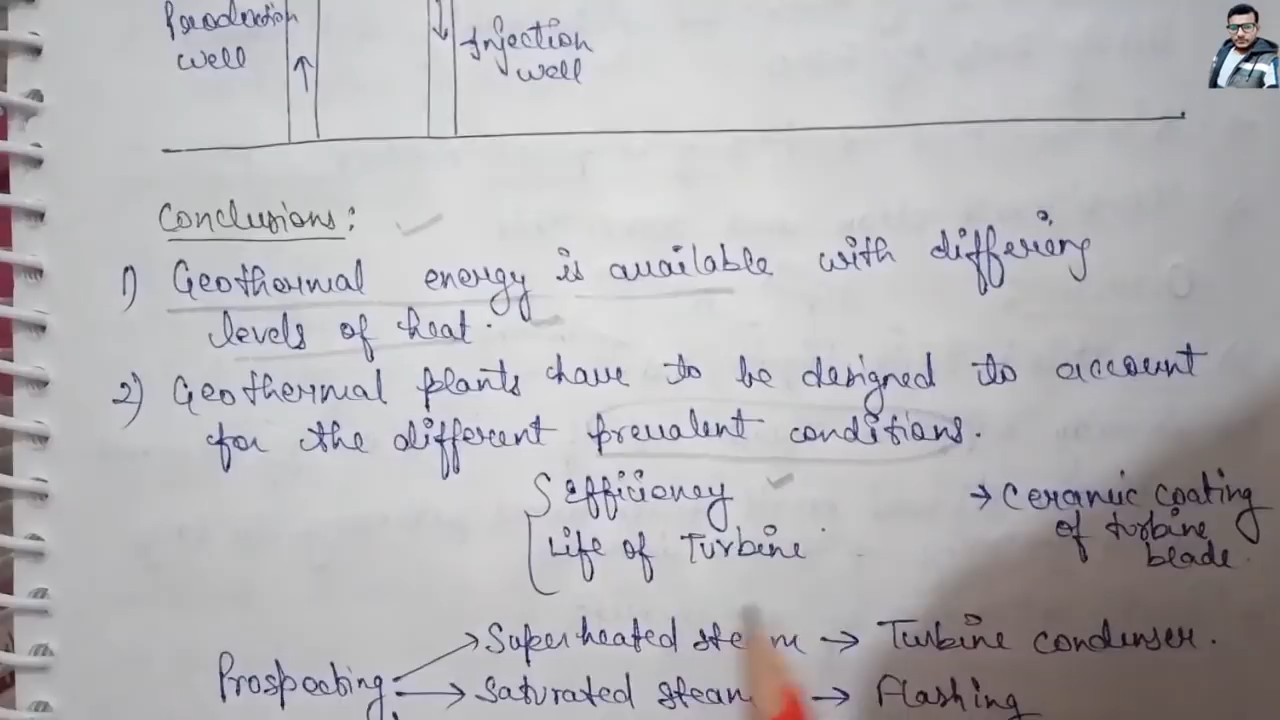 Production
well
Injection
well
Conclusions:
1) Geothermal energy is available with differing
levels of heat.
2) Geothermal plants have to be designed to account
for the different prevalent conditions.
efficiency
Life of Turbine
→ Ceramic coating
of turbine
blade.
Prospecting
→ Superheated steam → Turbine condenser.
→ Saturated steam → Flashing